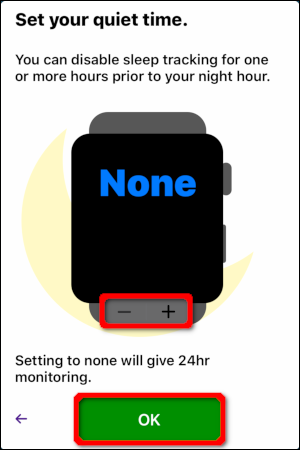 Set your quiet time.
You can disable sleep tracking for one
or more hours prior to your night hour.
None
− +
Setting to none will give 24hr
monitoring.
← OK